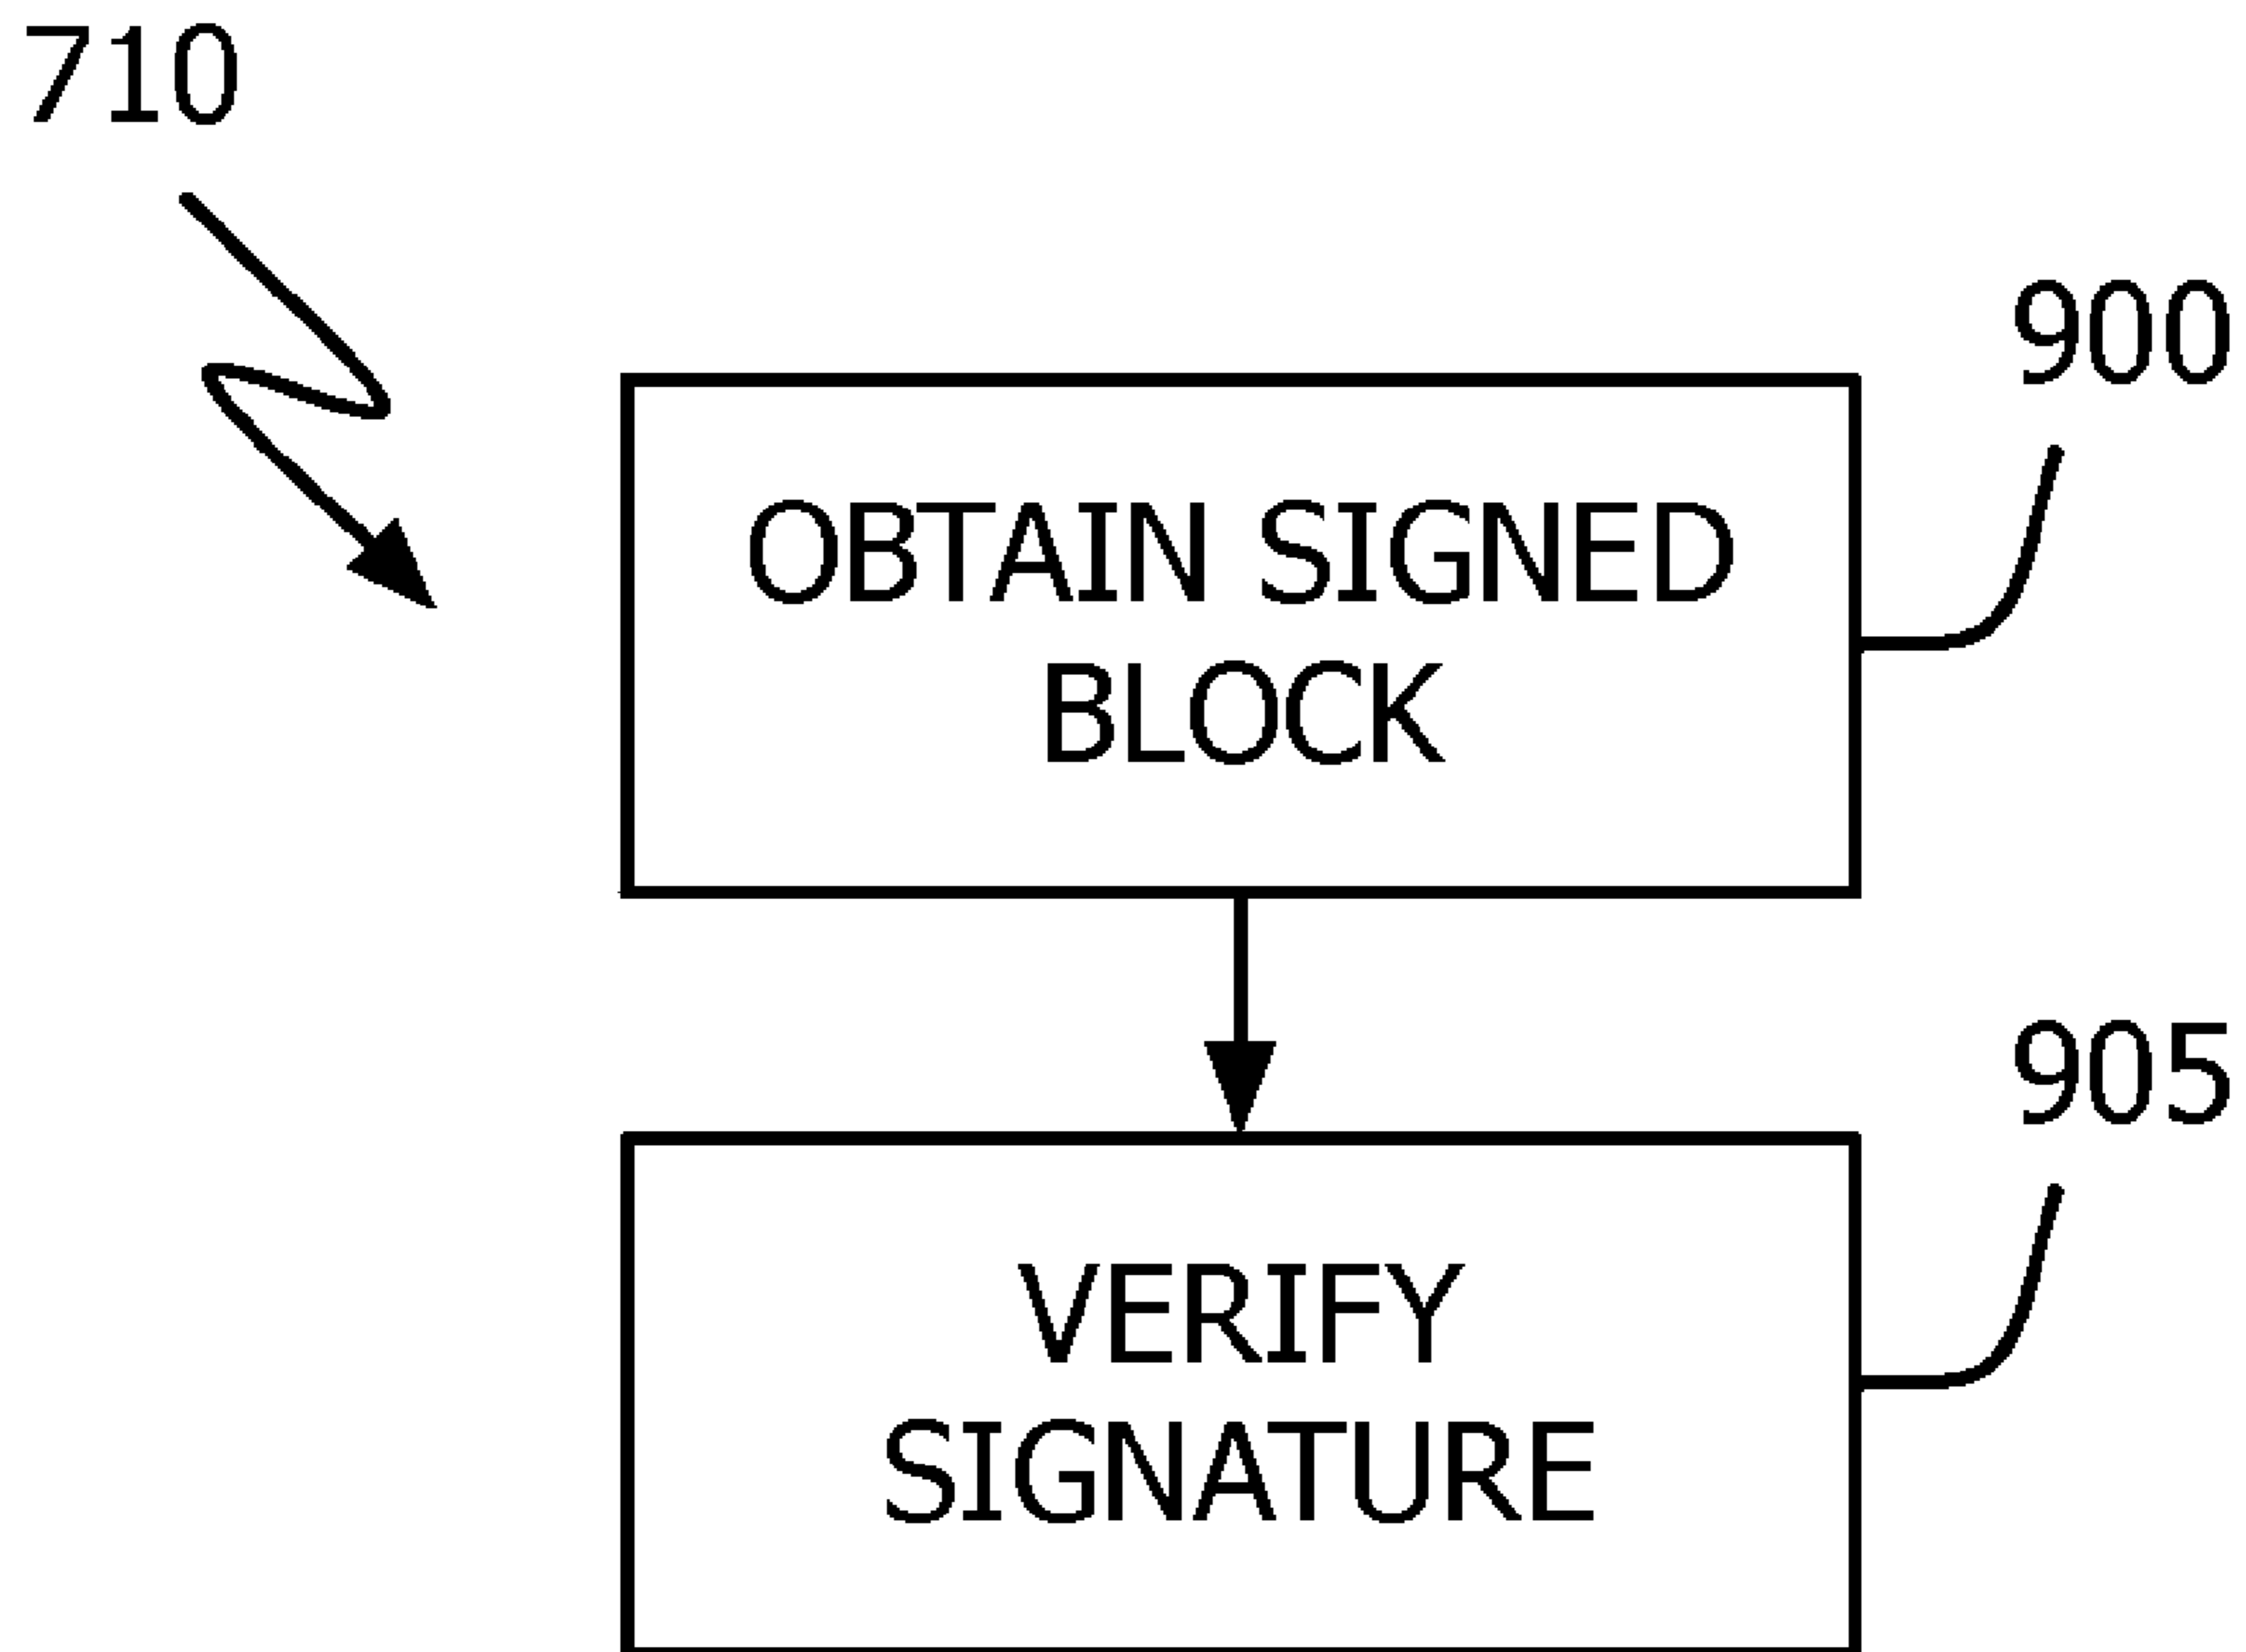 710
900
OBTAIN SIGNED
BLOCK
905
VERIFY
SIGNATURE